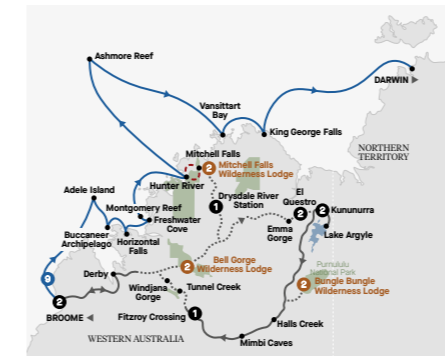 Ashmore Reef
DARWIN
Vansittart
Bay
King George Falls
NORTHERN
TERRITORY
Mitchell Falls
2
Mitchell Falls
Wilderness Lodge
Hunter River
Adele Island
Montgomery Reef
Freshwater
Cove
Drysdale River
Station
1
El
Questro
2
2
Kununurra
Buccaneer
Archipelago
Horizontal
Falls
Emma
Gorge
Lake Argyle
9
Derby
2
Bell Gorge
Wilderness Lodge
Purnululu
National Park
2
Bungle Bungle
Wilderness Lodge
Windjana
Gorge
Tunnel Creek
2
BROOME
Fitzroy Crossing
1
Halls Creek
Mimbi Caves
WESTERN AUSTRALIA